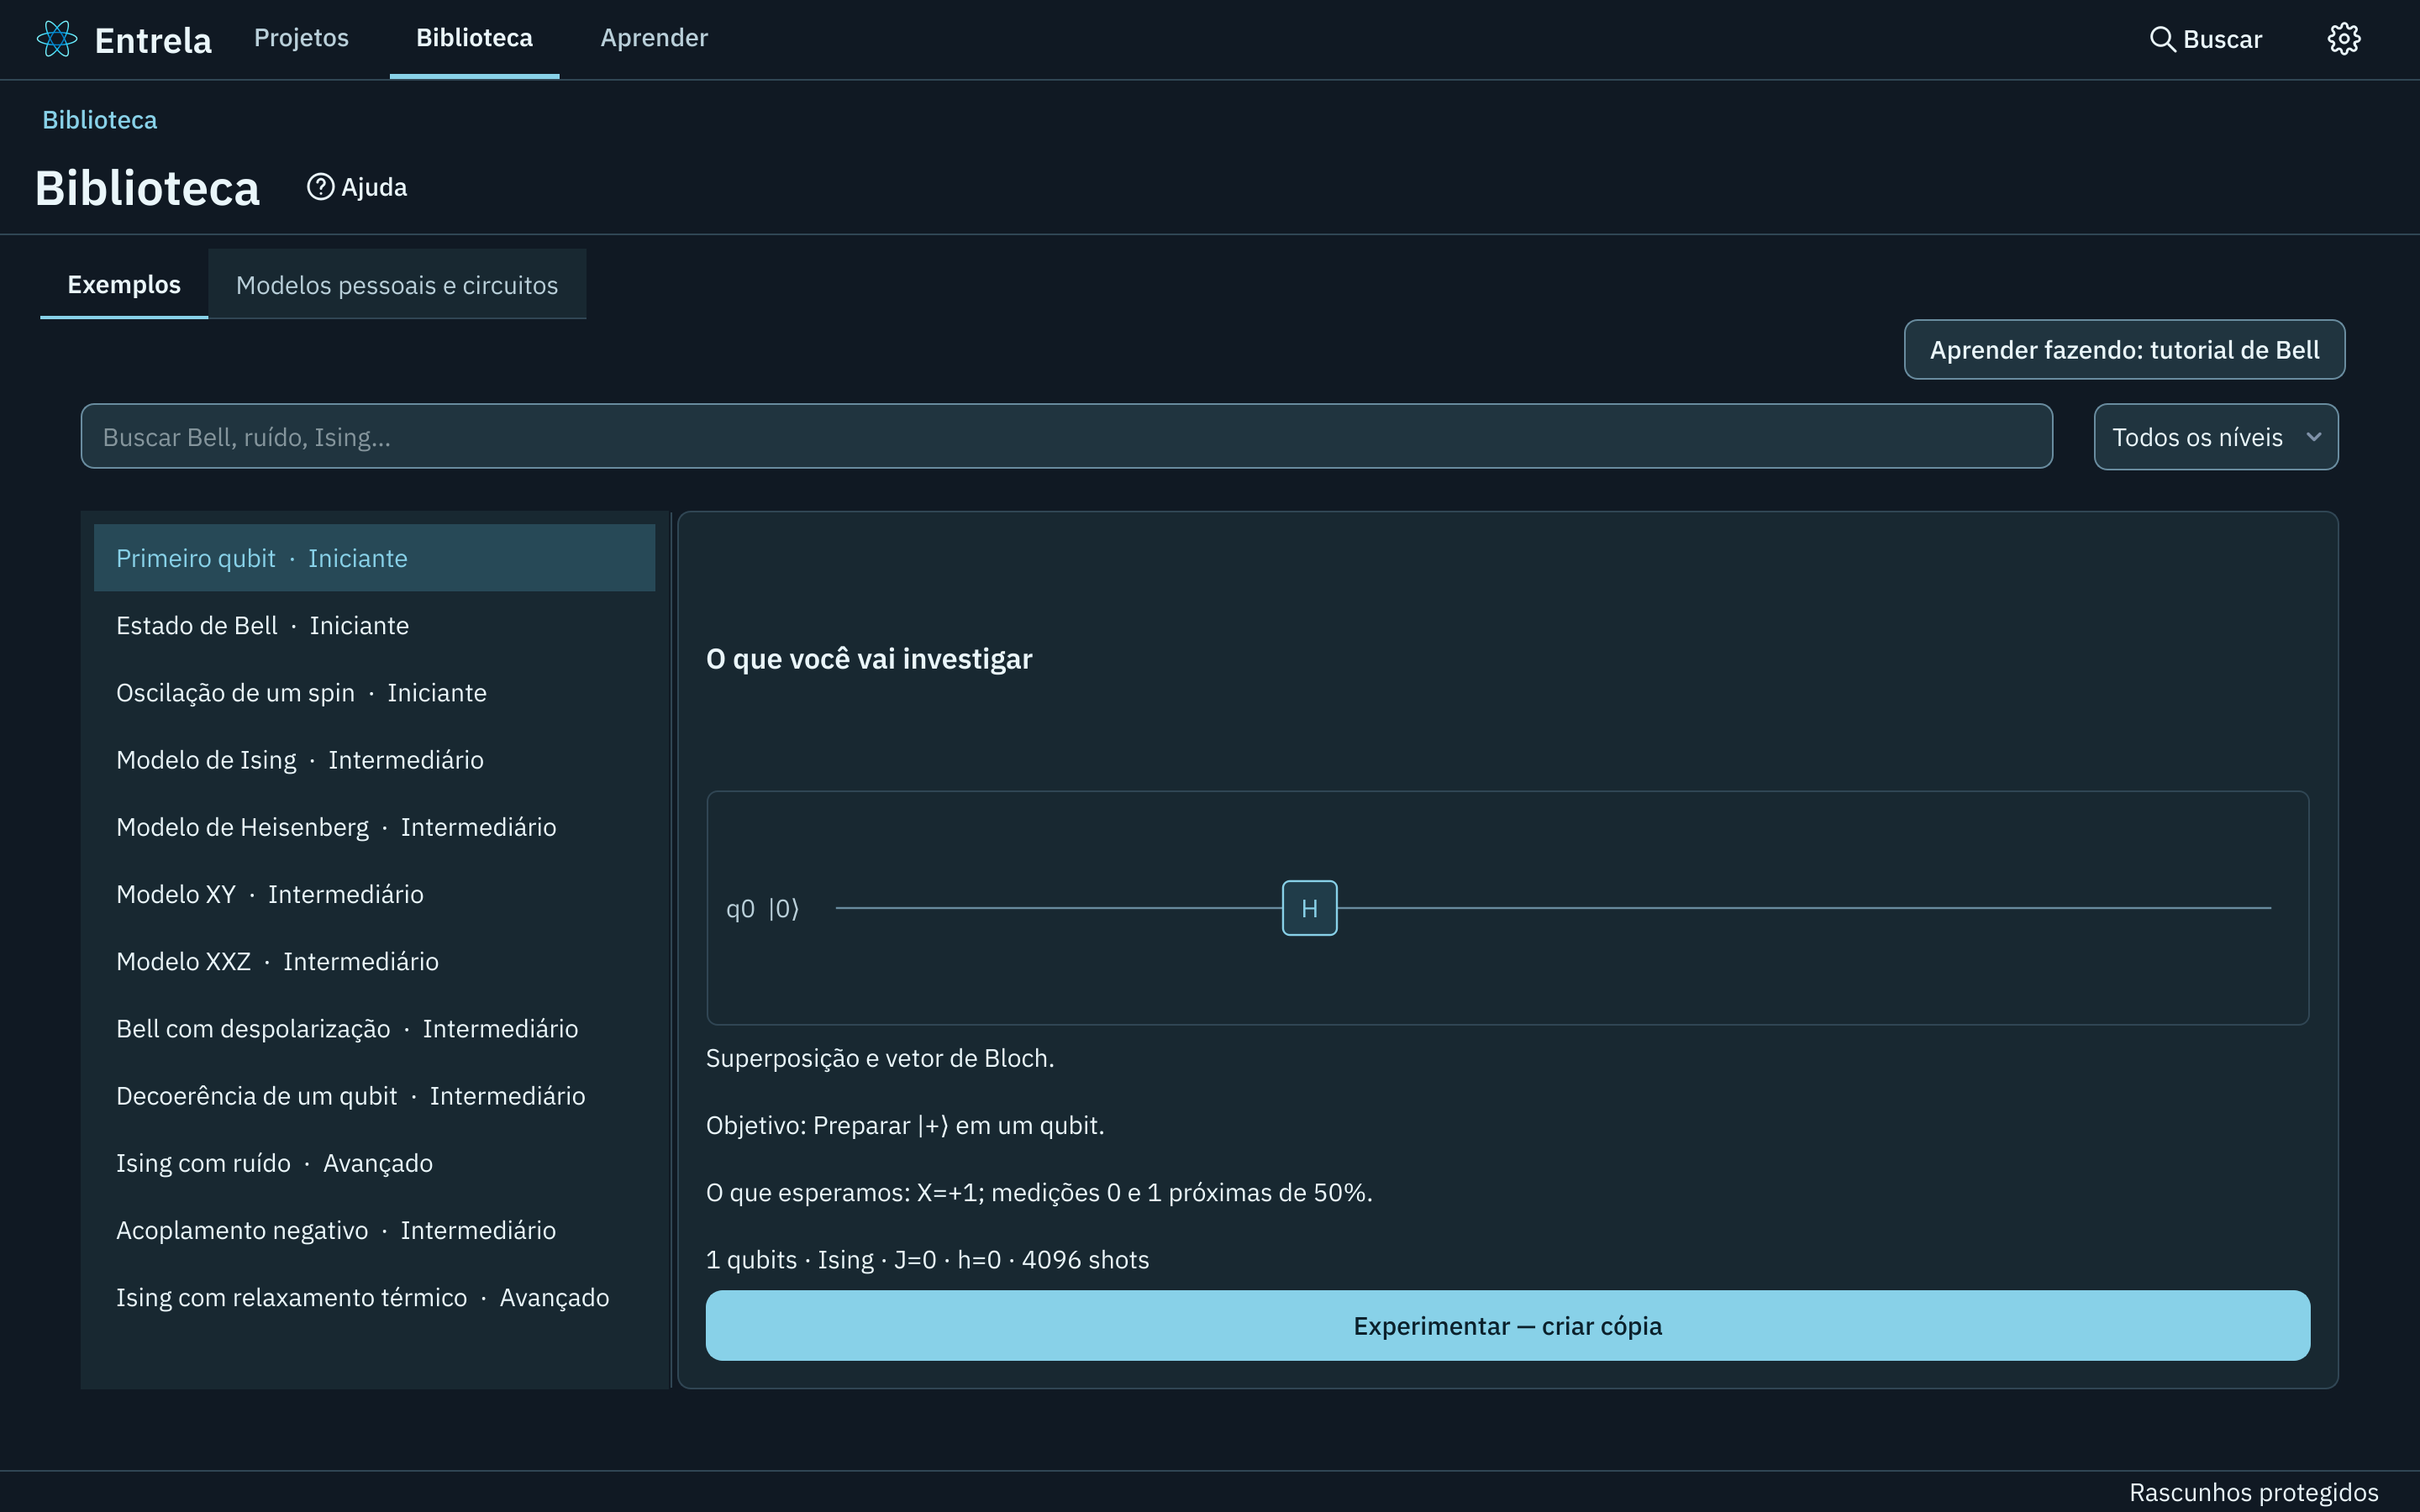 Entrela Projetos Biblioteca Aprender Buscar
Biblioteca
Biblioteca Ajuda
Exemplos Modelos pessoais e circuitos
Aprender fazendo: tutorial de Bell
Buscar Bell, ruído, Ising... Todos os níveis
Primeiro qubit · Iniciante
Estado de Bell · Iniciante
Oscilação de um spin · Iniciante
Modelo de Ising · Intermediário
Modelo de Heisenberg · Intermediário
Modelo XY · Intermediário
Modelo XXZ · Intermediário
Bell com despolarização · Intermediário
Decoerência de um qubit · Intermediário
Ising com ruído · Avançado
Acoplamento negativo · Intermediário
Ising com relaxamento térmico · Avançado
O que você vai investigar
q0 |0⟩ H
Superposição e vetor de Bloch.
Objetivo: Preparar |+⟩ em um qubit.
O que esperamos: X=+1; medições 0 e 1 próximas de 50%.
1 qubits · Ising · J=0 · h=0 · 4096 shots
Experimentar — criar cópia
Rascunhos protegidos